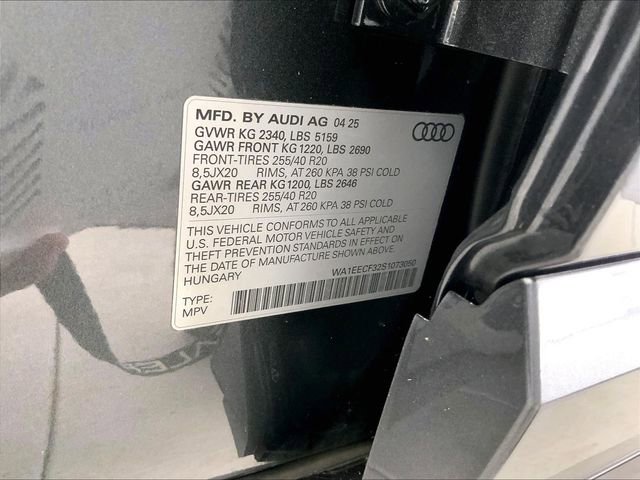 MFD. BY AUDI AG 04 25
GVWR KG 2340, LBS 5159
GAWR FRONT KG 1220, LBS 2690
FRONT-TIRES 255/40 R20
8,5JX20 RIMS, AT 260 KPA 38 PSI COLD
GAWR REAR KG1200, LBS 2646
REAR-TIRES 255/40 R20
8,5JX20 RIMS, AT 260 KPA 38 PSI COLD
THIS VEHICLE CONFORMS TO ALL APPLICABLE
U.S. FEDERAL MOTOR VEHICLE SAFETY AND
THEFT PREVENTION STANDARDS IN EFFECT ON
THE DATE OF MANUFACTURE SHOWN ABOVE
HUNGARY
WA1EECF32S1073050
TYPE:
MPV